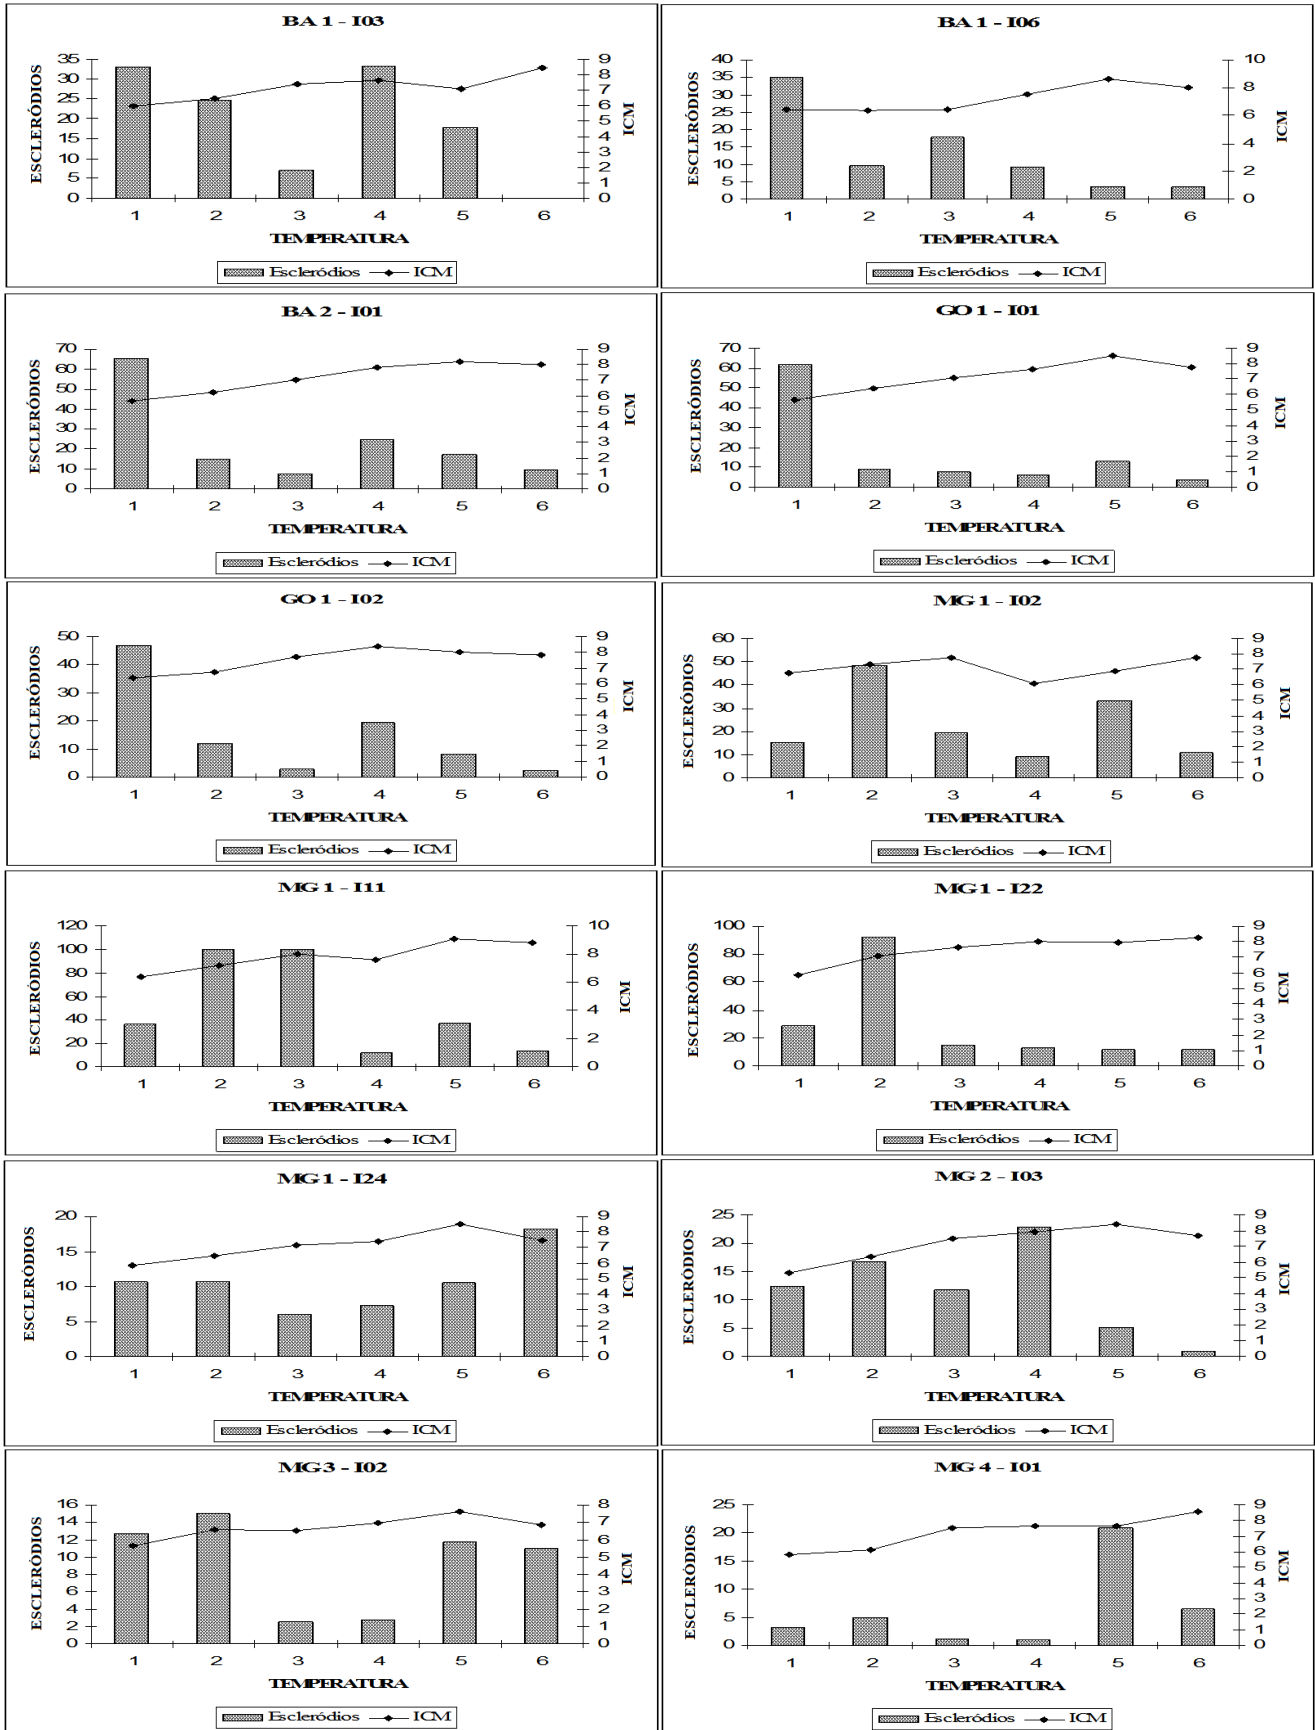 BA 1 - I03
ESCLERÓDIOS
35
30
25
20
15
10
5
0
9
8
7
6
5
4
3
2
1
0
ICM
1 2 3 4 5 6
TEMPERATURA
Escleródios ICM
BA 1 - I06
ESCLERÓDIOS
40
35
30
25
20
15
10
5
0
10
8
6
4
2
0
ICM
1 2 3 4 5 6
TEMPERATURA
Escleródios ICM
BA 2 - I01
ESCLERÓDIOS
70
60
50
40
30
20
10
0
9
8
7
6
5
4
3
2
1
0
ICM
1 2 3 4 5 6
TEMPERATURA
Escleródios ICM
GO 1 - I01
ESCLERÓDIOS
70
60
50
40
30
20
10
0
9
8
7
6
5
4
3
2
1
0
ICM
1 2 3 4 5 6
TEMPERATURA
Escleródios ICM
GO 1 - I02
ESCLERÓDIOS
50
40
30
20
10
0
9
8
7
6
5
4
3
2
1
0
ICM
1 2 3 4 5 6
TEMPERATURA
Escleródios ICM
MG 1 - I02
ESCLERÓDIOS
60
50
40
30
20
10
0
9
8
7
6
5
4
3
2
1
0
ICM
1 2 3 4 5 6
TEMPERATURA
Escleródios ICM
MG 1 - I11
ESCLERÓDIOS
120
100
80
60
40
20
0
10
8
6
4
2
0
ICM
1 2 3 4 5 6
TEMPERATURA
Escleródios ICM
MG 1 - I22
ESCLERÓDIOS
100
80
60
40
20
0
9
8
7
6
5
4
3
2
1
0
ICM
1 2 3 4 5 6
TEMPERATURA
Escleródios ICM
MG 1 - I24
ESCLERÓDIOS
20
15
10
5
0
9
8
7
6
5
4
3
2
1
0
ICM
1 2 3 4 5 6
TEMPERATURA
Escleródios ICM
MG 2 - I03
ESCLERÓDIOS
25
20
15
10
5
0
9
8
7
6
5
4
3
2
1
0
ICM
1 2 3 4 5 6
TEMPERATURA
Escleródios ICM
MG 3 - I02
ESCLERÓDIOS
16
14
12
10
8
6
4
2
0
8
7
6
5
4
3
2
1
0
ICM
1 2 3 4 5 6
TEMPERATURA
Escleródios ICM
MG 4 - I01
ESCLERÓDIOS
25
20
15
10
5
0
9
8
7
6
5
4
3
2
1
0
ICM
1 2 3 4 5 6
TEMPERATURA
Escleródios ICM